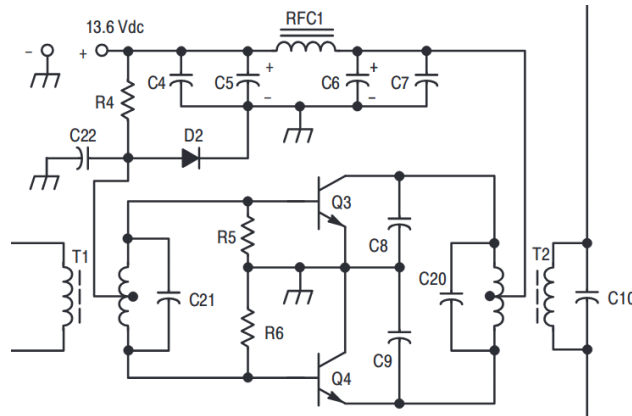 RFC1
13.6 Vdc
–
+
C4
C5
+
–
C6
+
–
C7
R4
C22
D2
Q3
R5
C8
T1
T2
C21
C20
C10
R6
C9
Q4